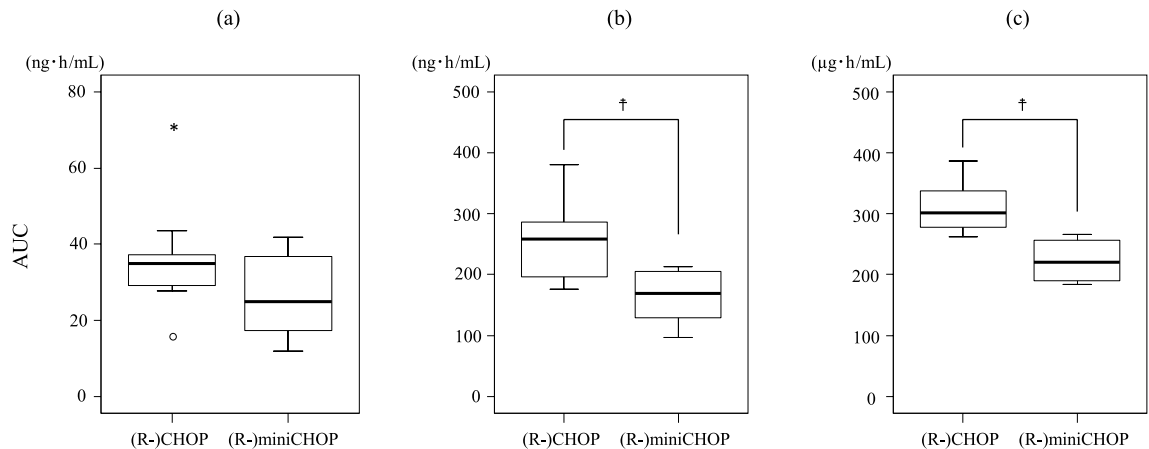 (a)
(ng･h/mL)
80
60
40
20
0
AUC
*
(R-)CHOP (R-)miniCHOP
(b)
(ng･h/mL)
500
400
300
200
100
0
☨
(R-)CHOP (R-)miniCHOP
(c)
(µg･h/mL)
500
400
300
200
100
0
☨
(R-)CHOP (R-)miniCHOP